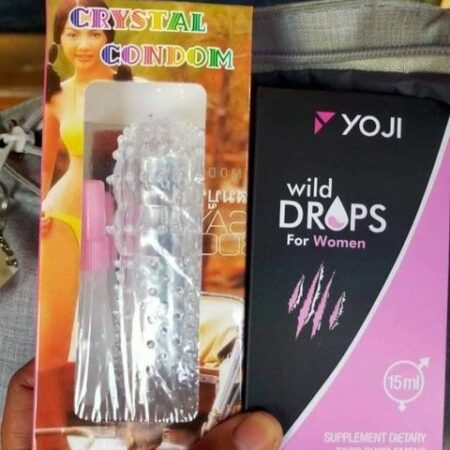 CRYSTAL
CONDOM
YOJI
wild
DROPS
For Women
15ml
SUPPLEMENT DIETARY